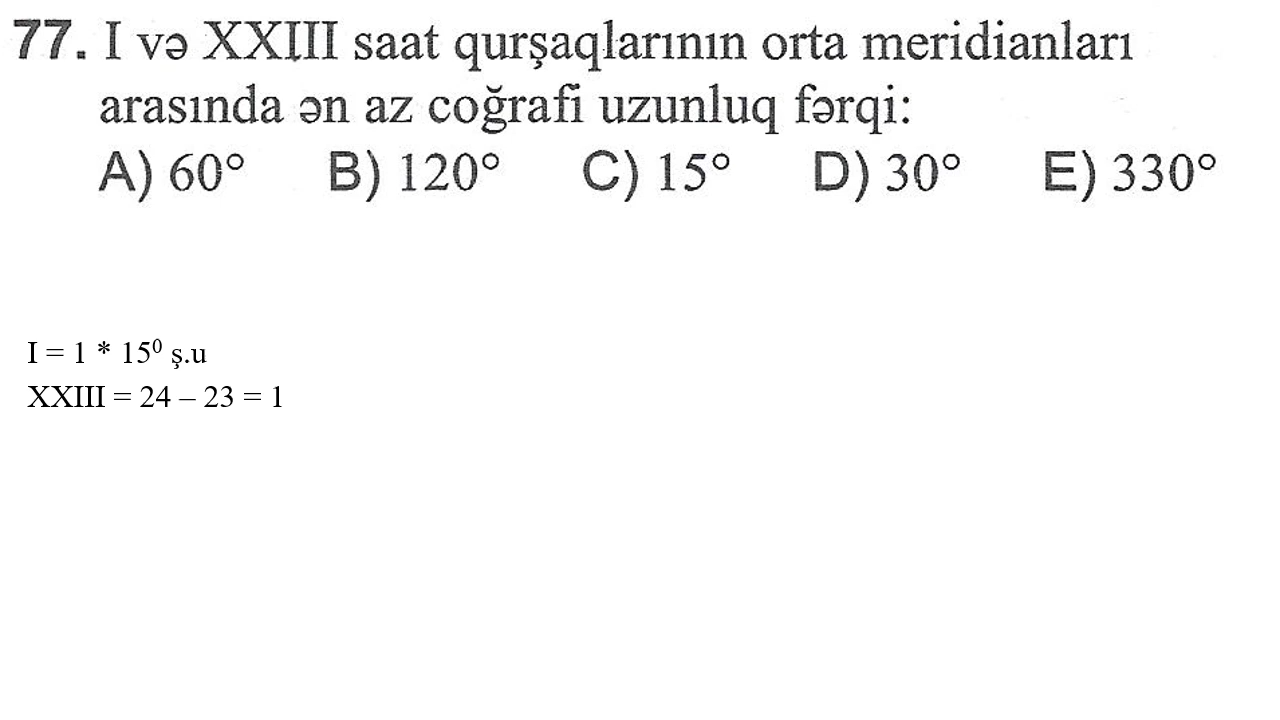 77. I və XXIII saat qurşaqlarının orta meridianları
arasında ən az coğrafi uzunluq fərqi:
A) 60° B) 120° C) 15° D) 30° E) 330°
I = 1 * 15⁰ ş.u
XXIII = 24 – 23 = 1